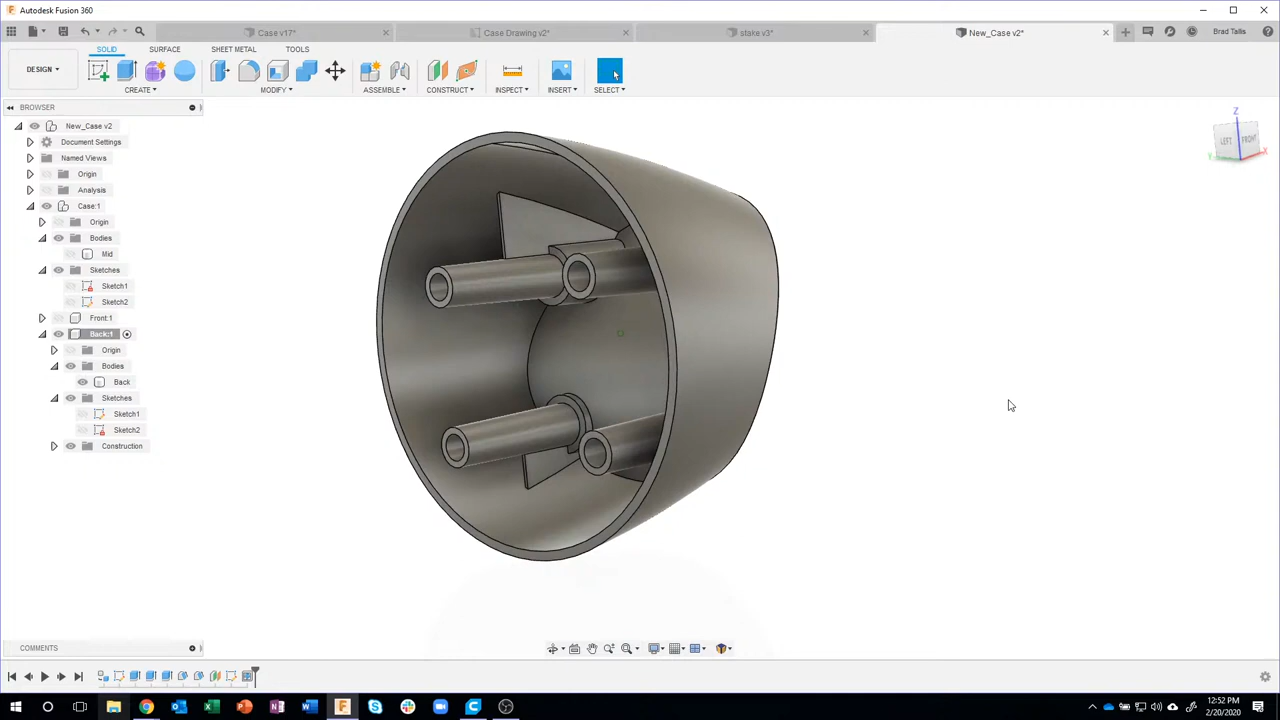 Autodesk Fusion 360
Case v17*
Case Drawing v2*
stake v3*
New_Case v2*
Brad Tallis
DESIGN
SOLID
SURFACE
SHEET METAL
TOOLS
CREATE
MODIFY
ASSEMBLE
CONSTRUCT
INSPECT
INSERT
SELECT
BROWSER
New_Case v2
Document Settings
Named Views
Origin
Analysis
Case:1
Origin
Bodies
Mid
Sketches
Sketch1
Sketch2
Front:1
Back:1
Origin
Bodies
Back
Sketches
Sketch1
Sketch2
Construction
Z
LEFT
FRONT
X
Y
COMMENTS
12:52 PM
2/20/2020